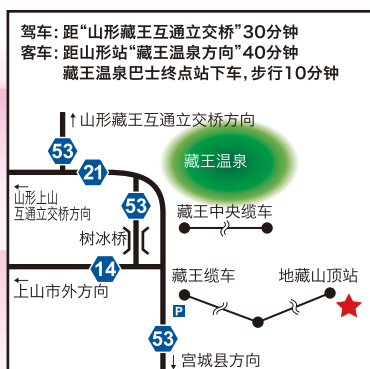 驾车：距“山形藏王互通立交桥”30分钟
客车：距山形站“藏王温泉方向”40分钟
藏王温泉巴士终点站下车，步行10分钟
↑山形藏王互通立交桥方向
53
21
藏王温泉
←
山形上山
互通立交桥方向
53
藏王中央缆车
树冰桥
14
←
上山市外方向
藏王缆车
地藏山顶站
P
53
↓宫城县方向